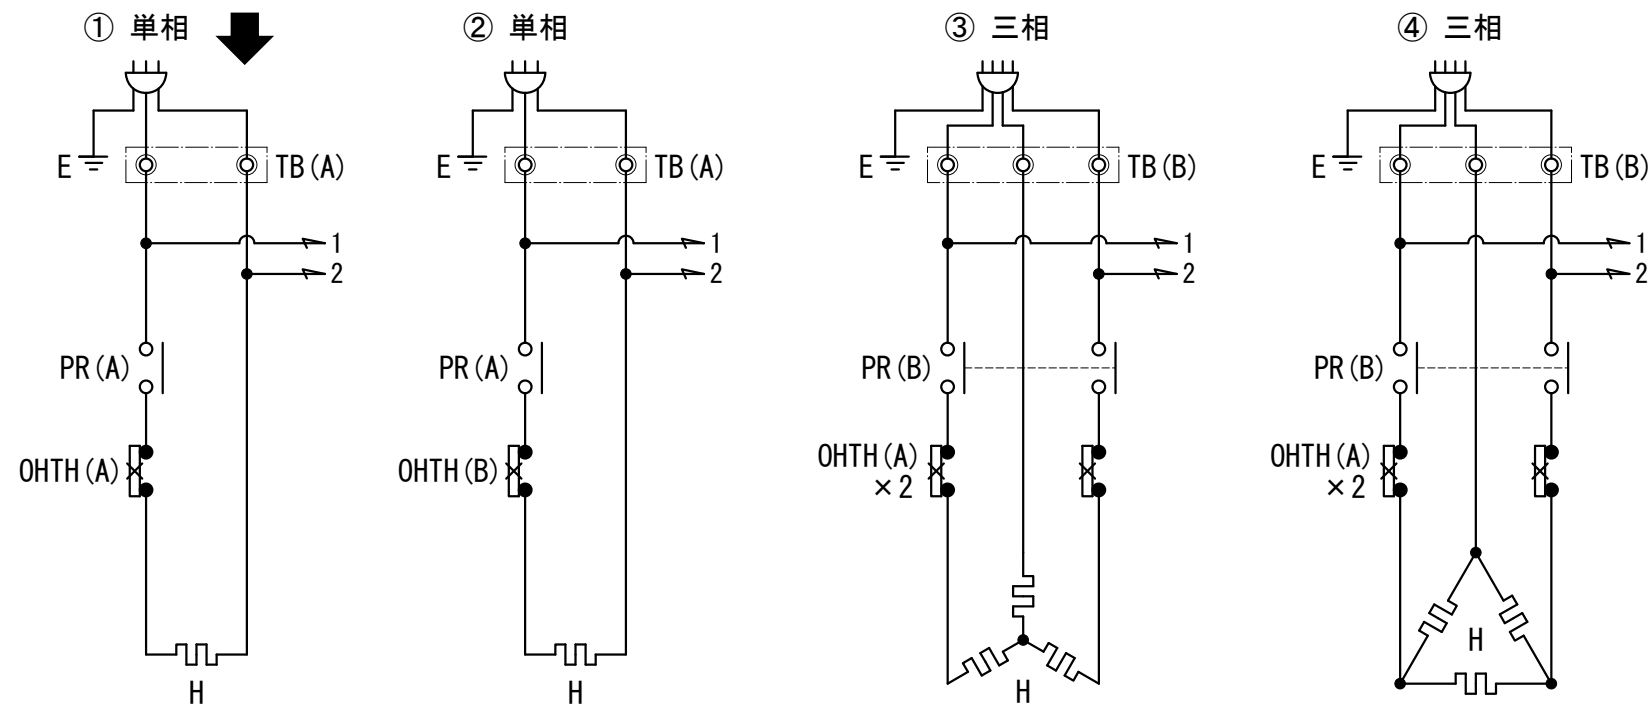 ① 単相
② 単相
③ 三相
④ 三相
E
TB(A)
E
TB(A)
E
TB(B)
E
TB(B)
1
1
1
1
2
2
2
2
PR(A)
PR(A)
PR(B)
PR(B)
OHTH(A)
OHTH(B)
OHTH(A)
×2
OHTH(A)
×2
H
H
H
H